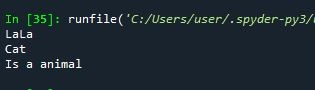 In [35]: runfile('C:/Users/user/.spyder-py3/
LaLa
Cat
Is a animal